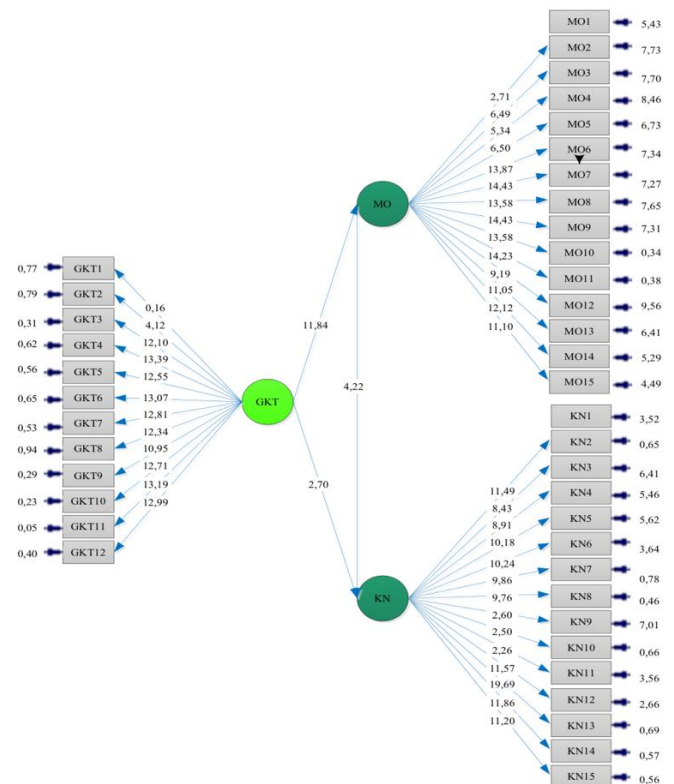 MO1 5,43
MO2 7,73
MO3 7,70
MO4 8,46
MO5 6,73
MO6 7,34
MO7 7,27
MO8 7,65
MO9 7,31
MO10 0,34
MO11 0,38
MO12 9,56
MO13 6,41
MO14 5,29
MO15 4,49
2,71
6,49
5,34
6,50
13,87
14,43
13,58
14,43
13,58
14,23
9,19
11,05
12,12
11,10
MO
0,77 GKT1
0,79 GKT2
0,31 GKT3
0,62 GKT4
0,56 GKT5
0,65 GKT6
0,53 GKT7
0,94 GKT8
0,29 GKT9
0,23 GKT10
0,05 GKT11
0,40 GKT12
0,16
4,12
12,10
13,39
12,55
13,07
12,81
12,34
10,95
12,71
13,19
12,99
GKT
11,84
4,22
2,70
KN
11,49
8,43
8,91
10,18
10,24
9,86
9,76
2,60
2,50
2,26
11,57
19,69
11,86
11,20
KN1 3,52
KN2 0,65
KN3 6,41
KN4 5,46
KN5 5,62
KN6 3,64
KN7 0,78
KN8 0,46
KN9 7,01
KN10 0,66
KN11 3,56
KN12 2,66
KN13 0,69
KN14 0,57
KN15 0,56